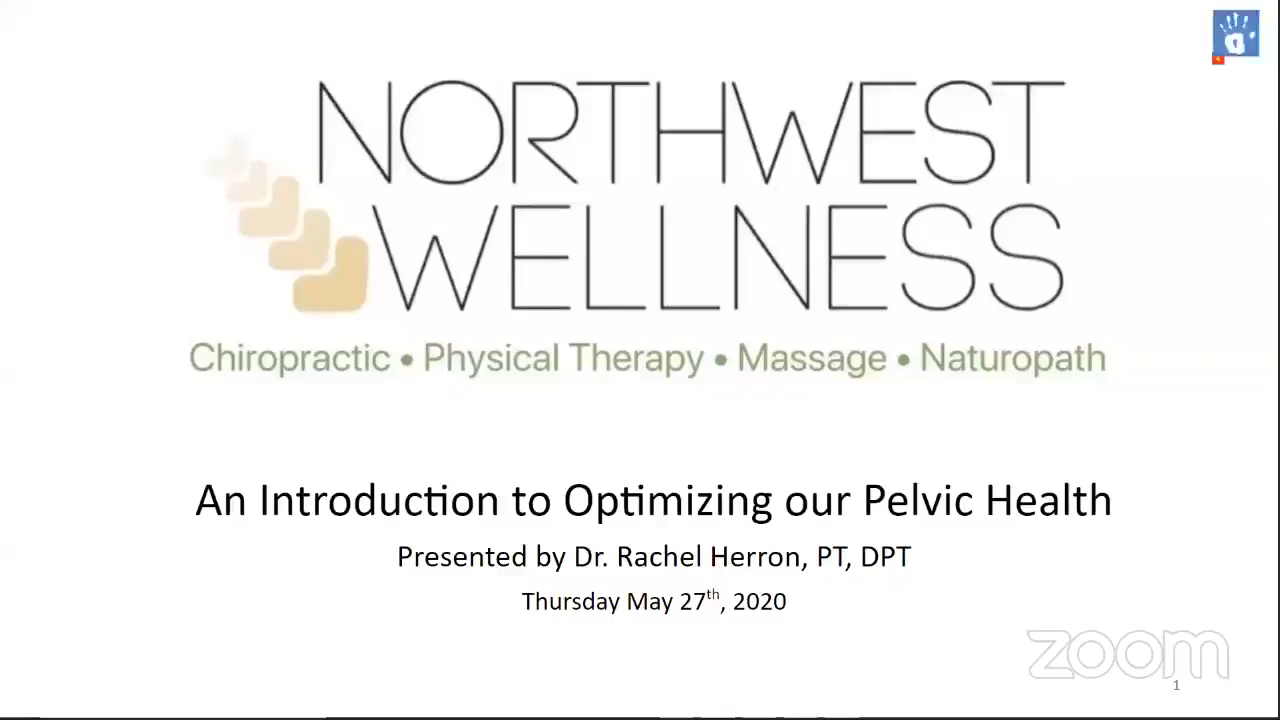 NORTHWEST
WELLNESS
Chiropractic • Physical Therapy • Massage • Naturopath
An Introduction to Optimizing our Pelvic Health
Presented by Dr. Rachel Herron, PT, DPT
Thursday May 27th, 2020
zoom
1